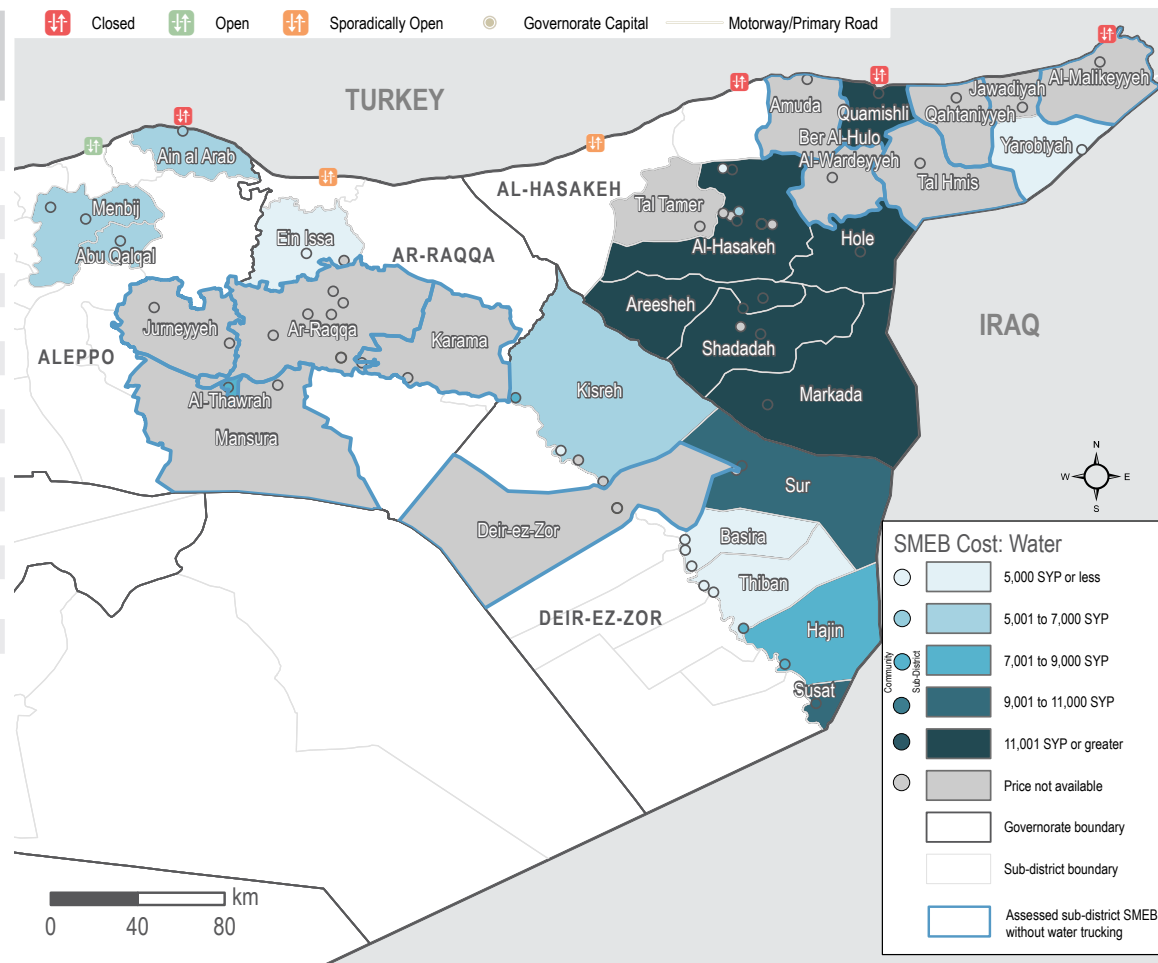 Closed
Open
Sporadically Open
Governorate Capital
Motorway/Primary Road
TURKEY
Al-Malikeyyeh
Jawadiyah
Amuda
Quamishli
Qahtaniyyeh
Ber Al-Hulo
Al-Wardeyyeh
Yarobiyah
Ain al Arab
Tal Hmis
AL-HASAKEH
Tal Tamer
Menbij
Ein Issa
Abu Qalqal
AR-RAQQA
Al-Hasakeh
Hole
Areesheh
IRAQ
Jurneyyeh
Ar-Raqqa
Karama
Shadadah
ALEPPO
Kisreh
Markada
Al-Thawrah
Mansura
N
W
E
S
Sur
Deir-ez-Zor
Basira
Thiban
DEIR-EZ-ZOR
Hajin
Susat
SMEB Cost: Water
5,000 SYP or less
5,001 to 7,000 SYP
Community
Sub-District
7,001 to 9,000 SYP
9,001 to 11,000 SYP
11,001 SYP or greater
Price not available
Governorate boundary
Sub-district boundary
Assessed sub-district SMEB
without water trucking
km
0 40 80